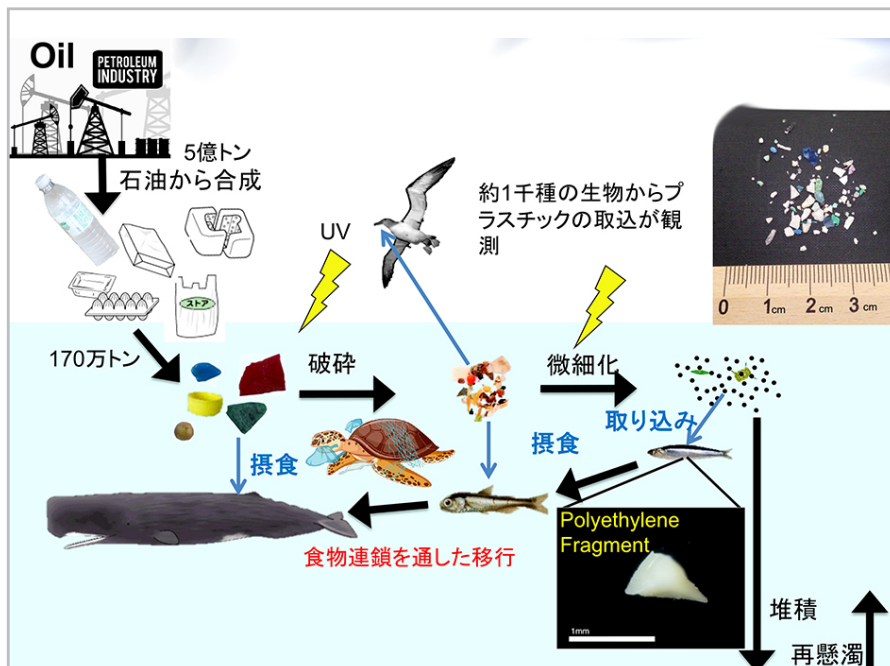 Oil
PETROLEUM
INDUSTRY
5億トン
石油から合成
ストア
UV
約1千種の生物からプ
ラスチックの取込が観
測
0 1cm 2cm 3cm
170万トン
破砕
微細化
取り込み
摂食
摂食
食物連鎖を通した移行
Polyethylene
Fragment
1mm
堆積
再懸濁